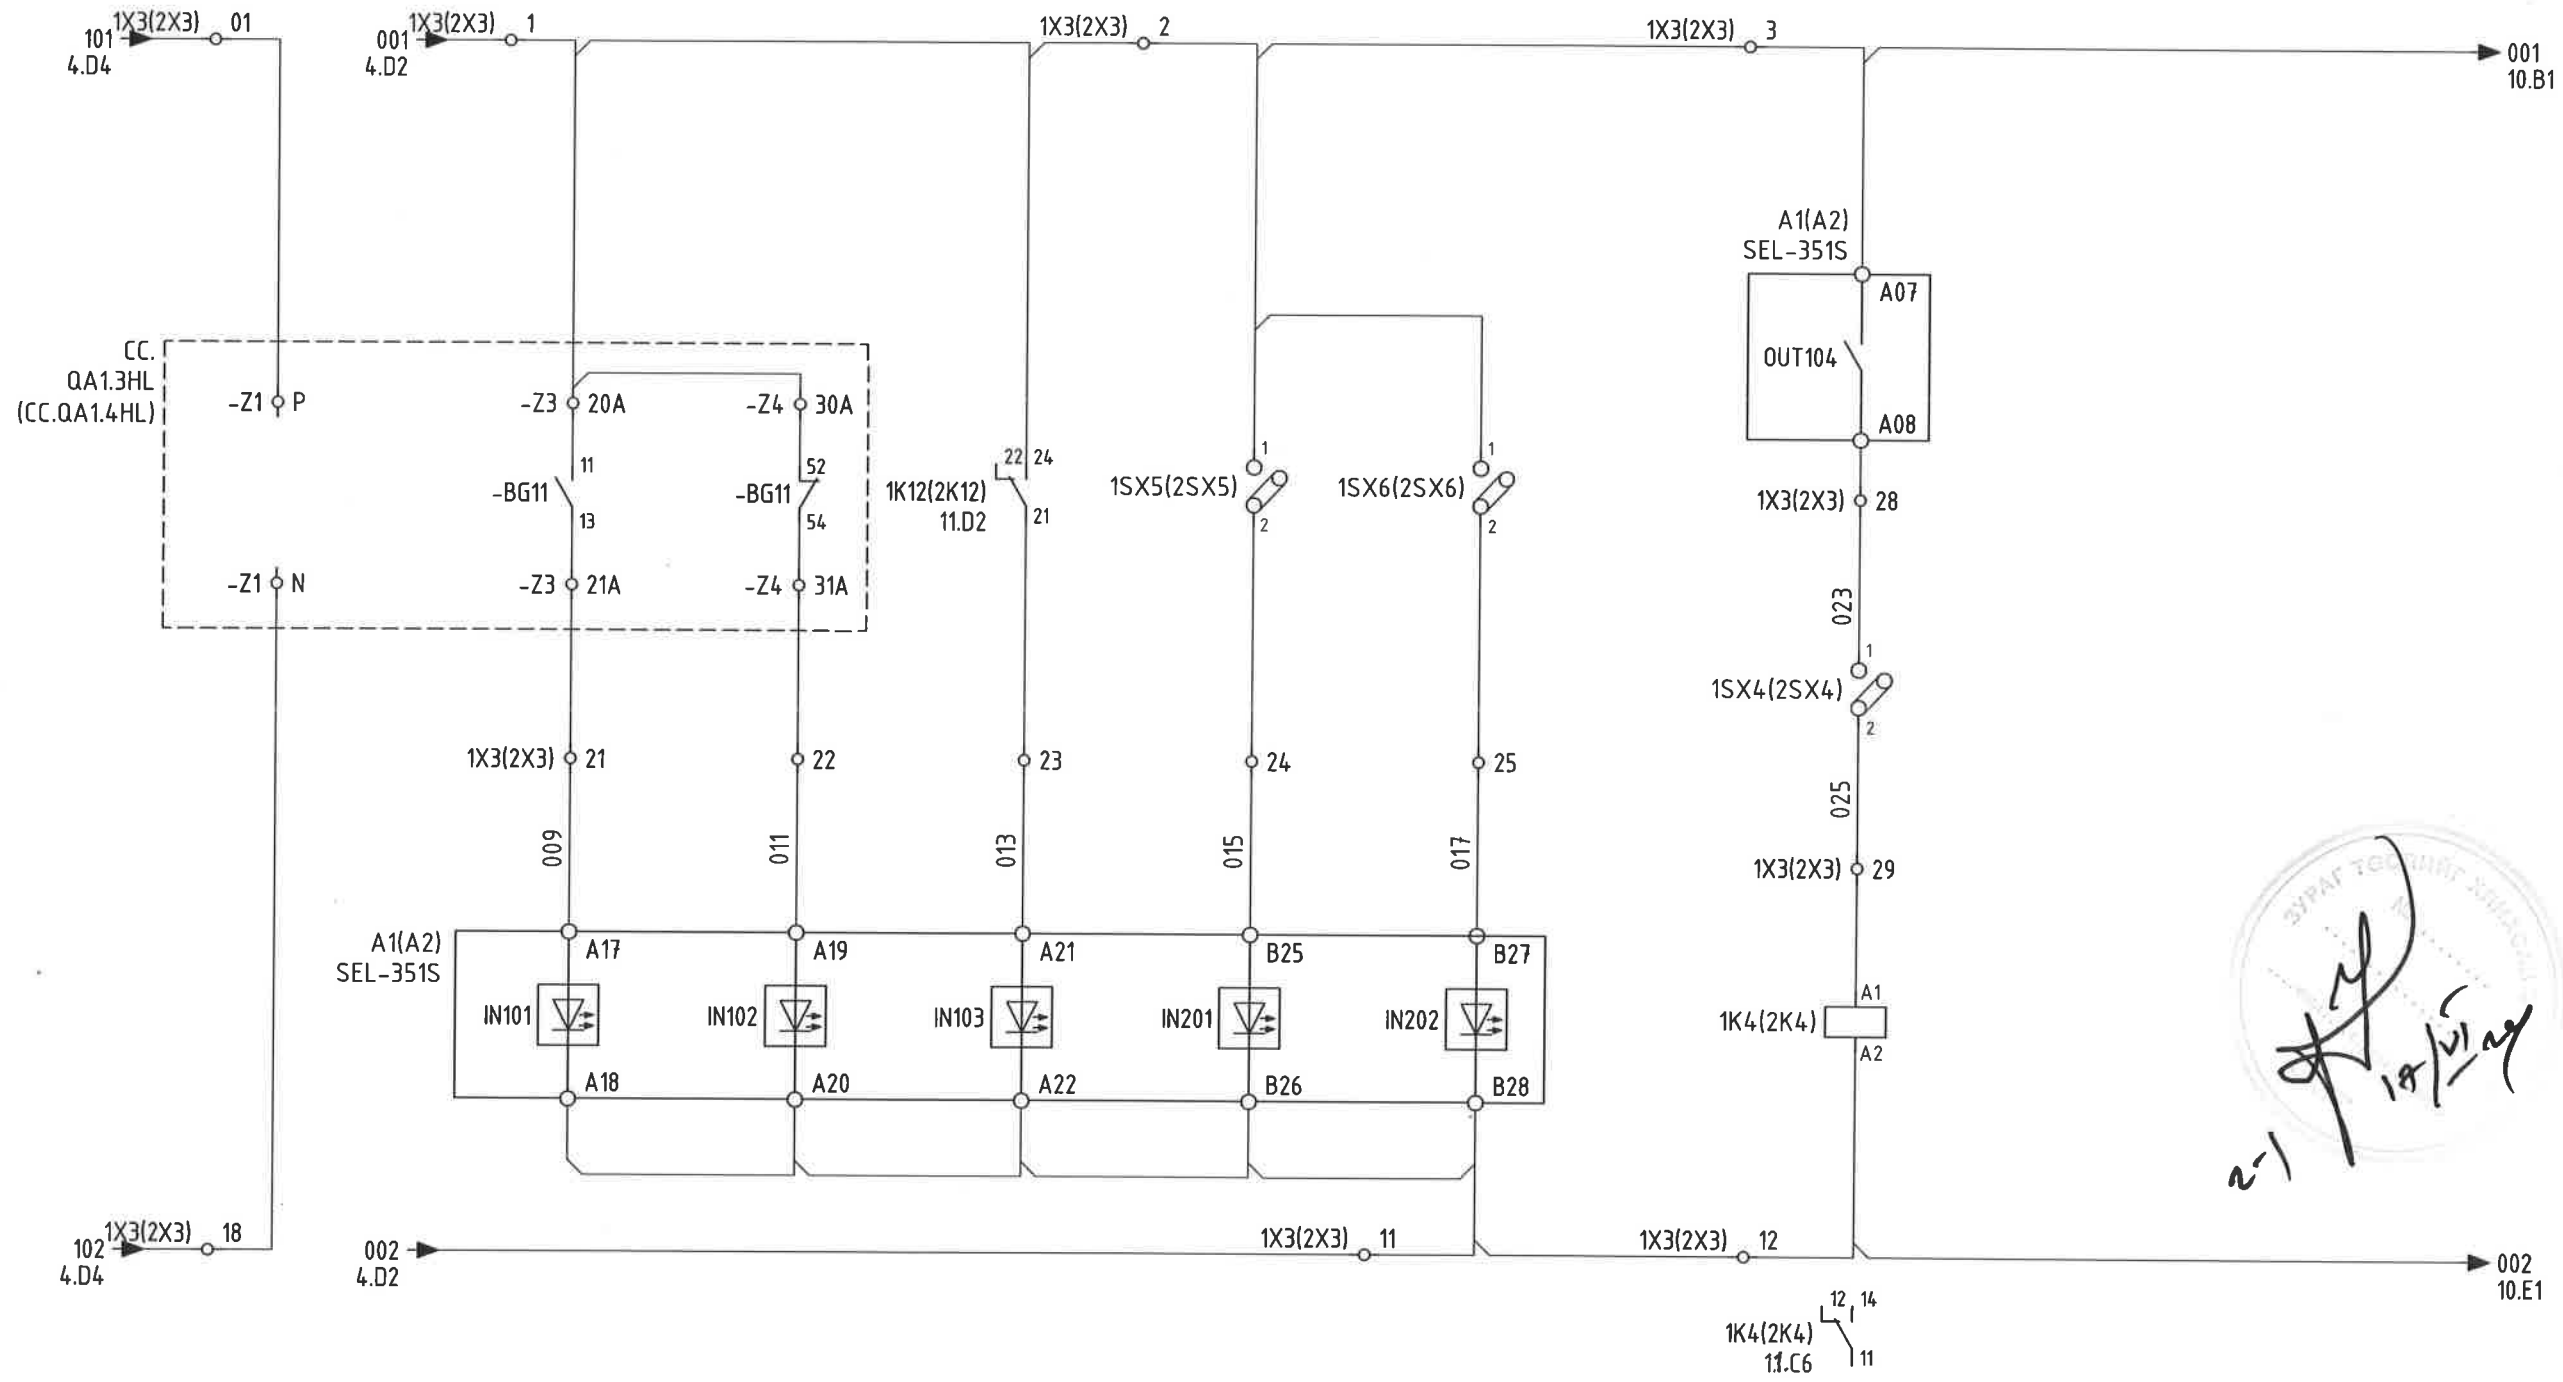 1X3(2X3) 01
101
4.D4
1X3(2X3) 1
001
4.D2
1X3(2X3) 2
1X3(2X3) 3
001
10.B1
A1(A2)
SEL-351S
A07
OUT104
A08
CC.
QA1.3HL
(CC.QA1.4HL)
-Z1 P
-Z3 20A
-Z4 30A
11
-BG11
13
52
-BG11
54
22 24
1K12(2K12)
11.D2
21
1
1SX5(2SX5)
2
1
1SX6(2SX6)
2
1X3(2X3) 28
-Z1 N
-Z3 21A
-Z4 31A
023
1
1SX4(2SX4)
2
1X3(2X3) 21
22
23
24
25
025
009
011
013
015
017
1X3(2X3) 29
A1(A2)
SEL-351S
A17
A19
A21
B25
B27
IN101
IN102
IN103
IN201
IN202
A1
1K4(2K4)
A2
A18
A20
A22
B26
B28
1X3(2X3) 18
102
4.D4
002
4.D2
1X3(2X3) 11
1X3(2X3) 12
002
10.E1
12 14
1K4(2K4)
11.C6
11
ЗУРАГ